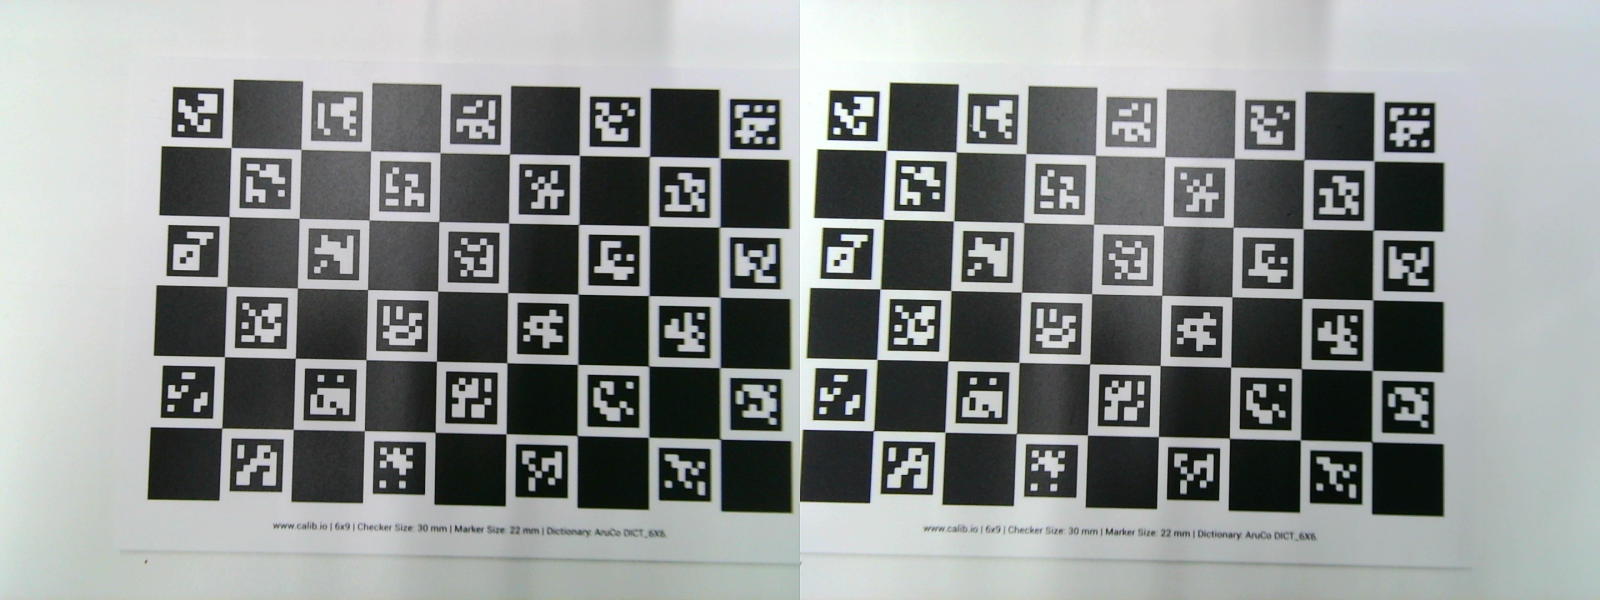 www.calib.io | 6x9 | Checker Size: 30 mm | Marker Size: 22 mm | Dictionary: AruCo DICT_6X6.
www.calib.io | 6x9 | Checker Size: 30 mm | Marker Size: 22 mm | Dictionary: AruCo DICT_6X6.